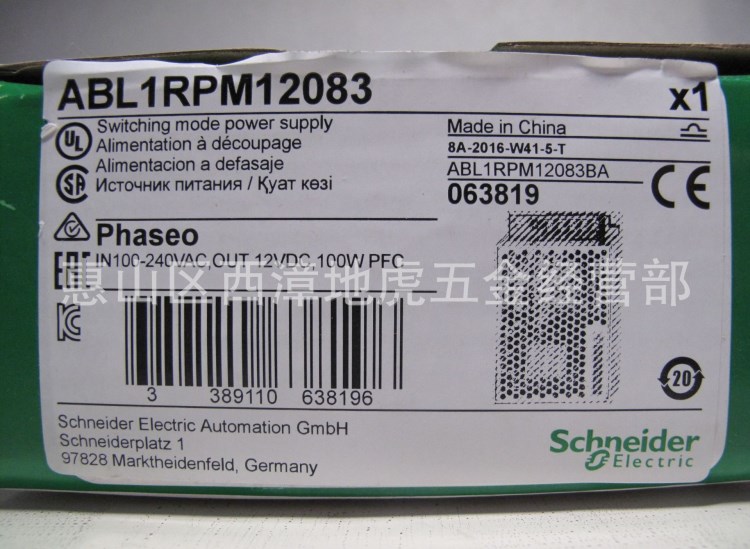 ABL1RPM12083
x1
UL
Switching mode power supply
Alimentation à découpage
Alimentacion a defasaje
Источник питания / Қуат көзі
Made in China
8A-2016-W41-5-T
ABL1RPM12083BA
063819
CE
Phaseo
IN100-240VAC,OUT 12VDC,100W PFC
EAC
惠山区西漳地虎五金经营部
3 389110 638196
20
Schneider Electric Automation GmbH
Schneiderplatz 1
97828 Marktheidenfeld, Germany
Schneider
Electric